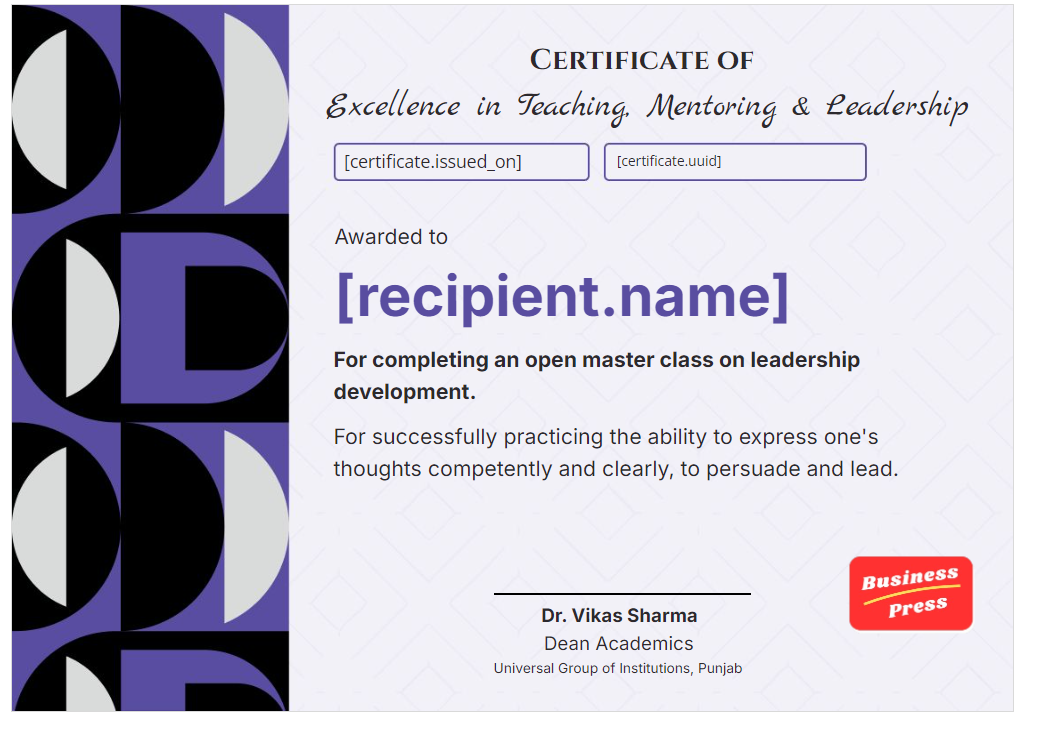 Certificate of
Excellence in Teaching, Mentoring & Leadership
[certificate.issued_on] [certificate.uuid]
Awarded to
[recipient.name]
For completing an open master class on leadership
development.
For successfully practicing the ability to express one's
thoughts competently and clearly, to persuade and lead.
Business
Press
Dr. Vikas Sharma
Dean Academics
Universal Group of Institutions, Punjab